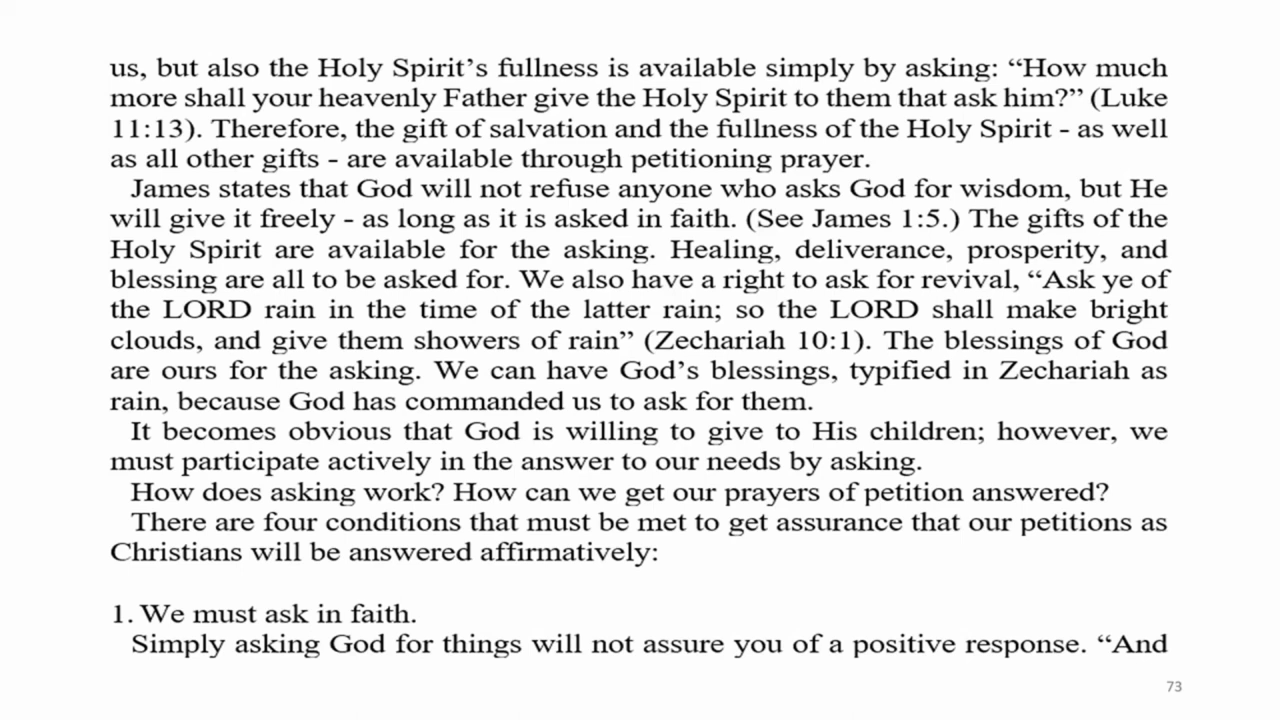 us, but also the Holy Spirit’s fullness is available simply by asking: “How much
more shall your heavenly Father give the Holy Spirit to them that ask him?” (Luke
11:13). Therefore, the gift of salvation and the fullness of the Holy Spirit - as well
as all other gifts - are available through petitioning prayer.
James states that God will not refuse anyone who asks God for wisdom, but He
will give it freely - as long as it is asked in faith. (See James 1:5.) The gifts of the
Holy Spirit are available for the asking. Healing, deliverance, prosperity, and
blessing are all to be asked for. We also have a right to ask for revival, “Ask ye of
the LORD rain in the time of the latter rain; so the LORD shall make bright
clouds, and give them showers of rain” (Zechariah 10:1). The blessings of God
are ours for the asking. We can have God’s blessings, typified in Zechariah as
rain, because God has commanded us to ask for them.
It becomes obvious that God is willing to give to His children; however, we
must participate actively in the answer to our needs by asking.
How does asking work? How can we get our prayers of petition answered?
There are four conditions that must be met to get assurance that our petitions as
Christians will be answered affirmatively:
1. We must ask in faith.
Simply asking God for things will not assure you of a positive response. “And
73